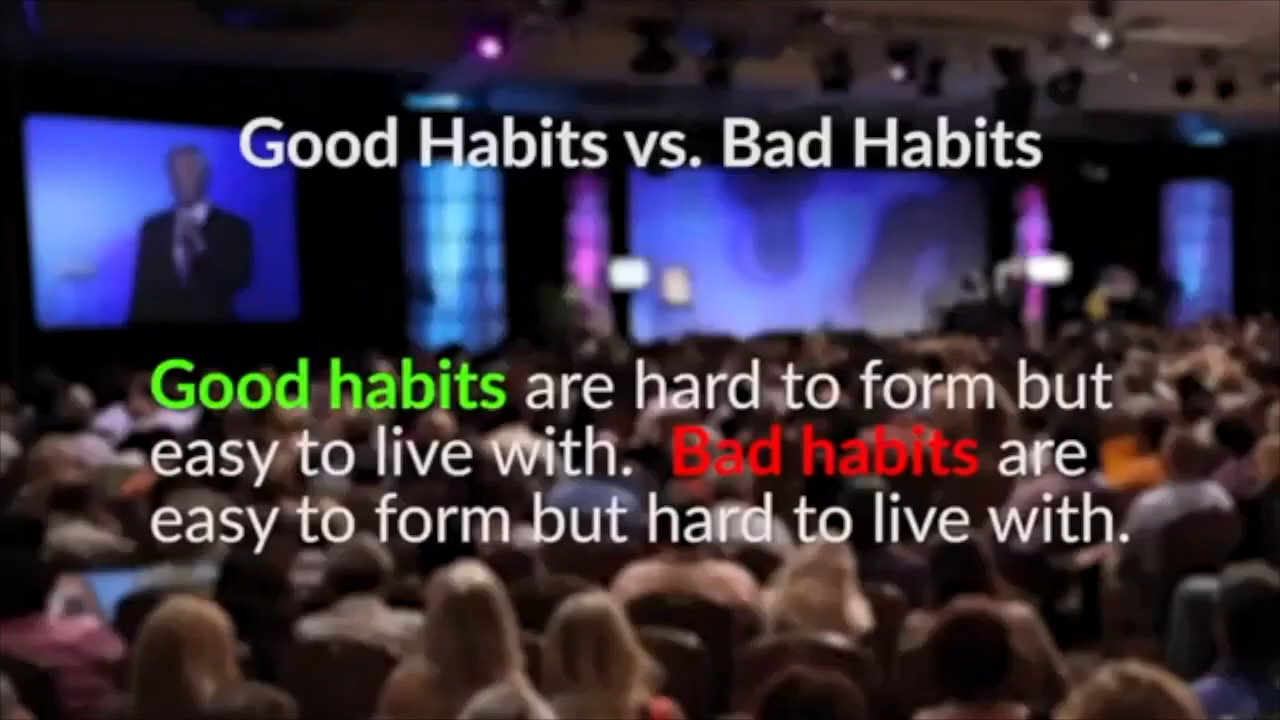 Good Habits vs. Bad Habits
Good habits are hard to form but
easy to live with.  Bad habits are
easy to form but hard to live with.